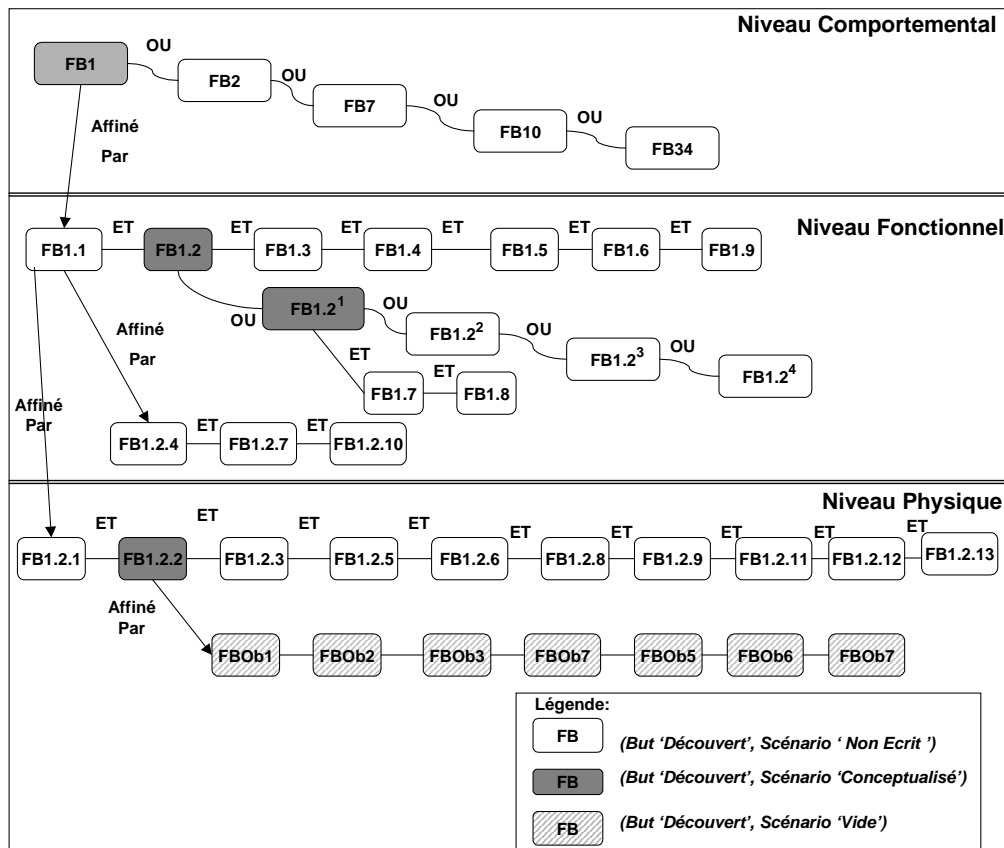 Niveau Comportemental
OU
FB1
FB2
OU
FB7
OU
FB10
OU
FB34
Affiné
Par
Niveau Fonctionnel
FB1.1
ET
FB1.2
ET
FB1.3
ET
FB1.4
ET
FB1.5
ET
FB1.6
ET
FB1.9
OU
FB1.2¹
OU
FB1.2²
OU
FB1.2³
OU
FB1.2⁴
ET
FB1.7
ET
FB1.8
Affiné
Par
Affiné
Par
FB1.2.4
ET
FB1.2.7
ET
FB1.2.10
Niveau Physique
FB1.2.1
ET
FB1.2.2
ET
FB1.2.3
ET
FB1.2.5
ET
FB1.2.6
ET
FB1.2.8
ET
FB1.2.9
ET
FB1.2.11
ET
FB1.2.12
ET
FB1.2.13
Affiné
Par
FBOb1
FBOb2
FBOb3
FBOb7
FBOb5
FBOb6
FBOb7
Légende:
FB
(But ‘Découvert’, Scénario ‘ Non Ecrit ’)
FB
(But ‘Découvert’, Scénario ‘Conceptualisé’)
FB
(But ‘Découvert’, Scénario ‘Vide’)